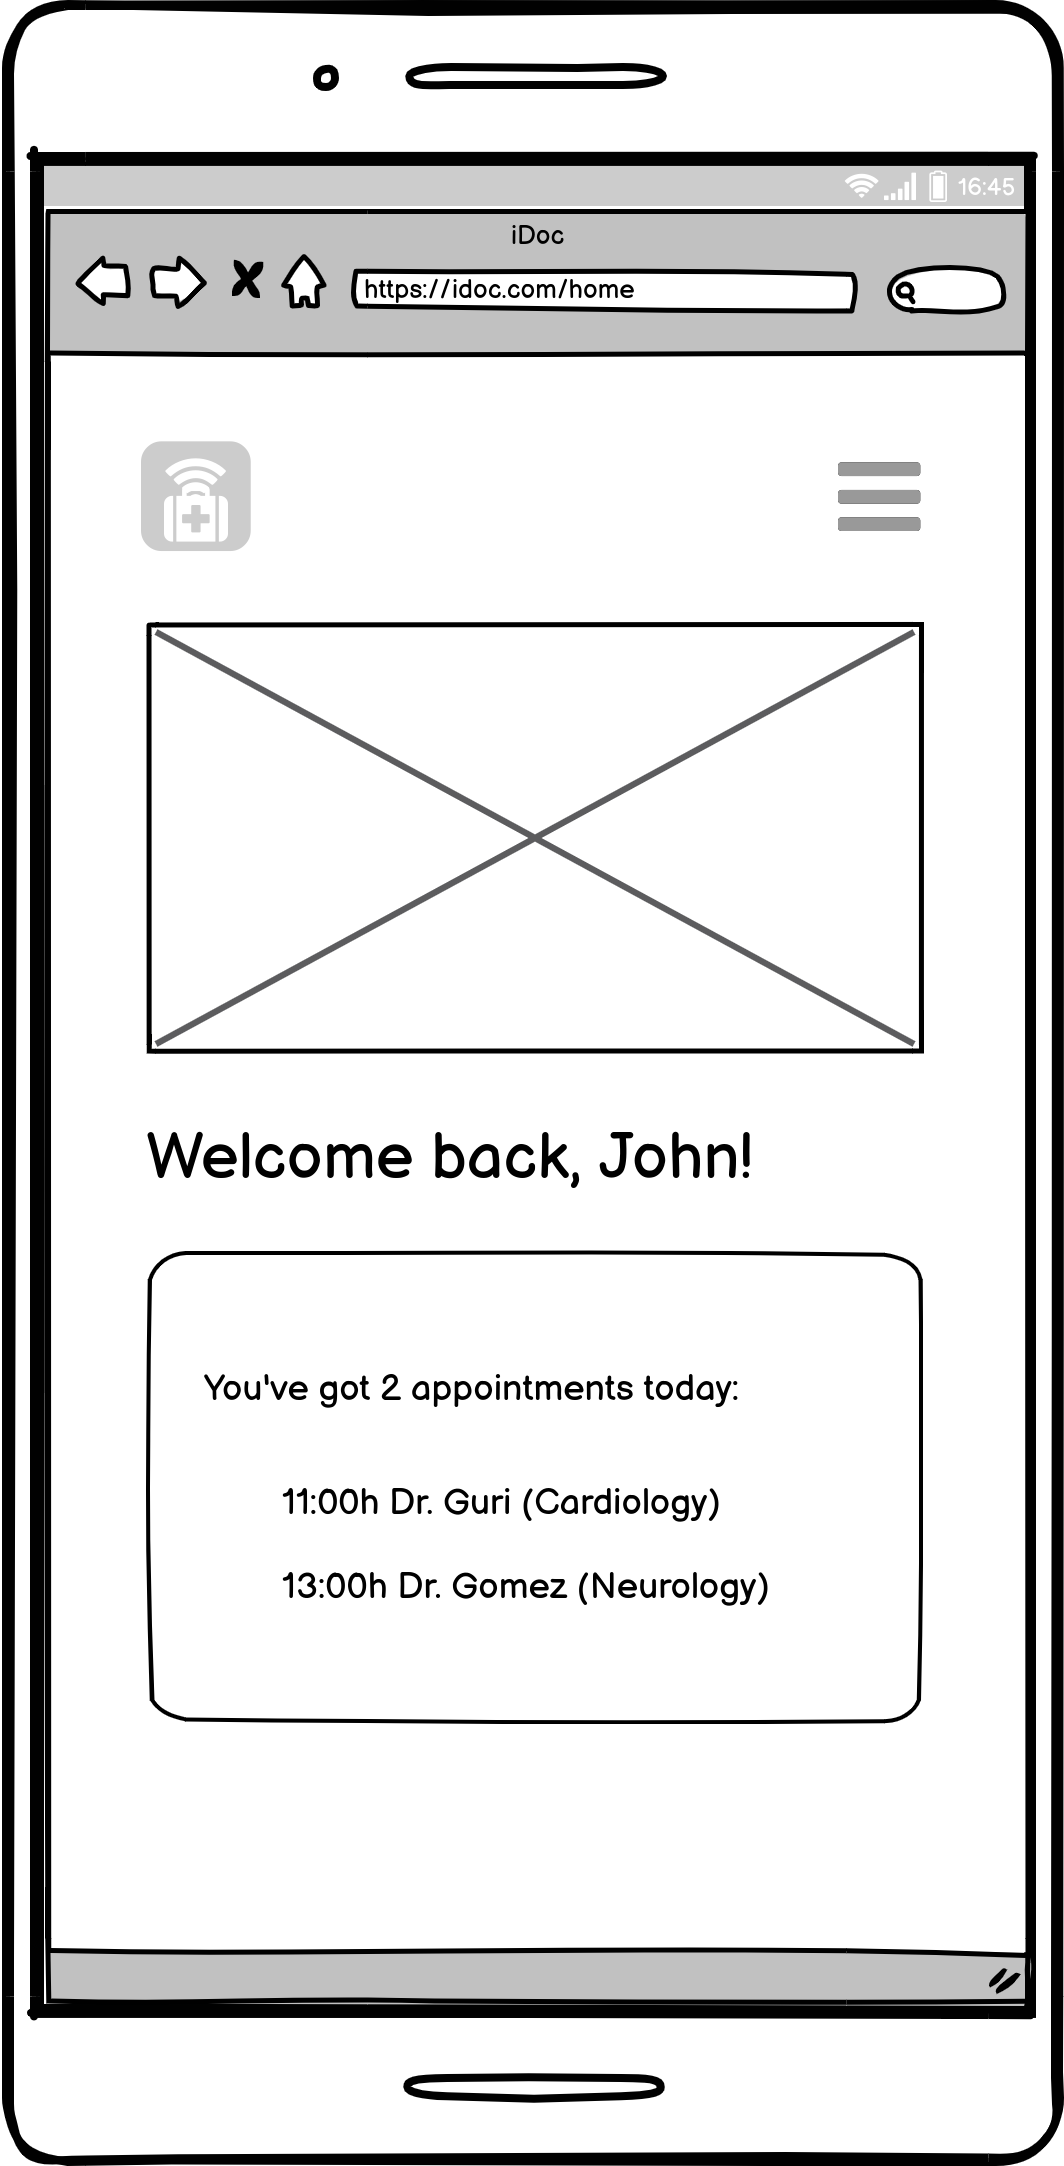 16:45
iDoc
https://idoc.com/home
Welcome back, John!
You've got 2 appointments today:
11:00h Dr. Guri (Cardiology)
13:00h Dr. Gomez (Neurology)